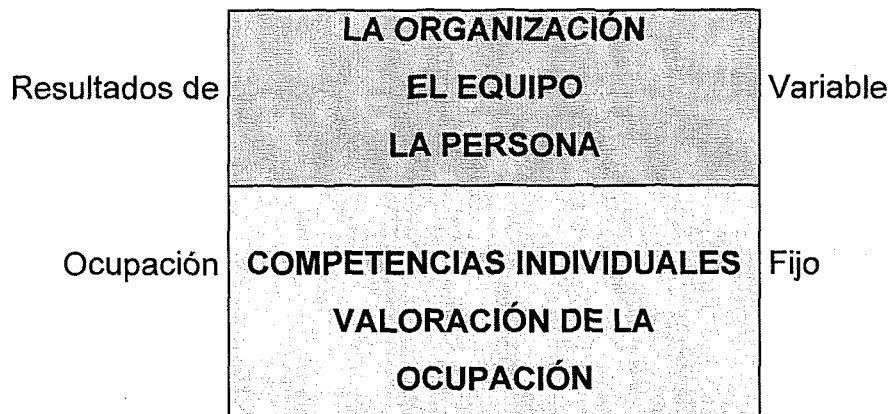 LA ORGANIZACIÓN
Resultados de EL EQUIPO Variable
LA PERSONA
Ocupación COMPETENCIAS INDIVIDUALES Fijo
VALORACIÓN DE LA
OCUPACIÓN